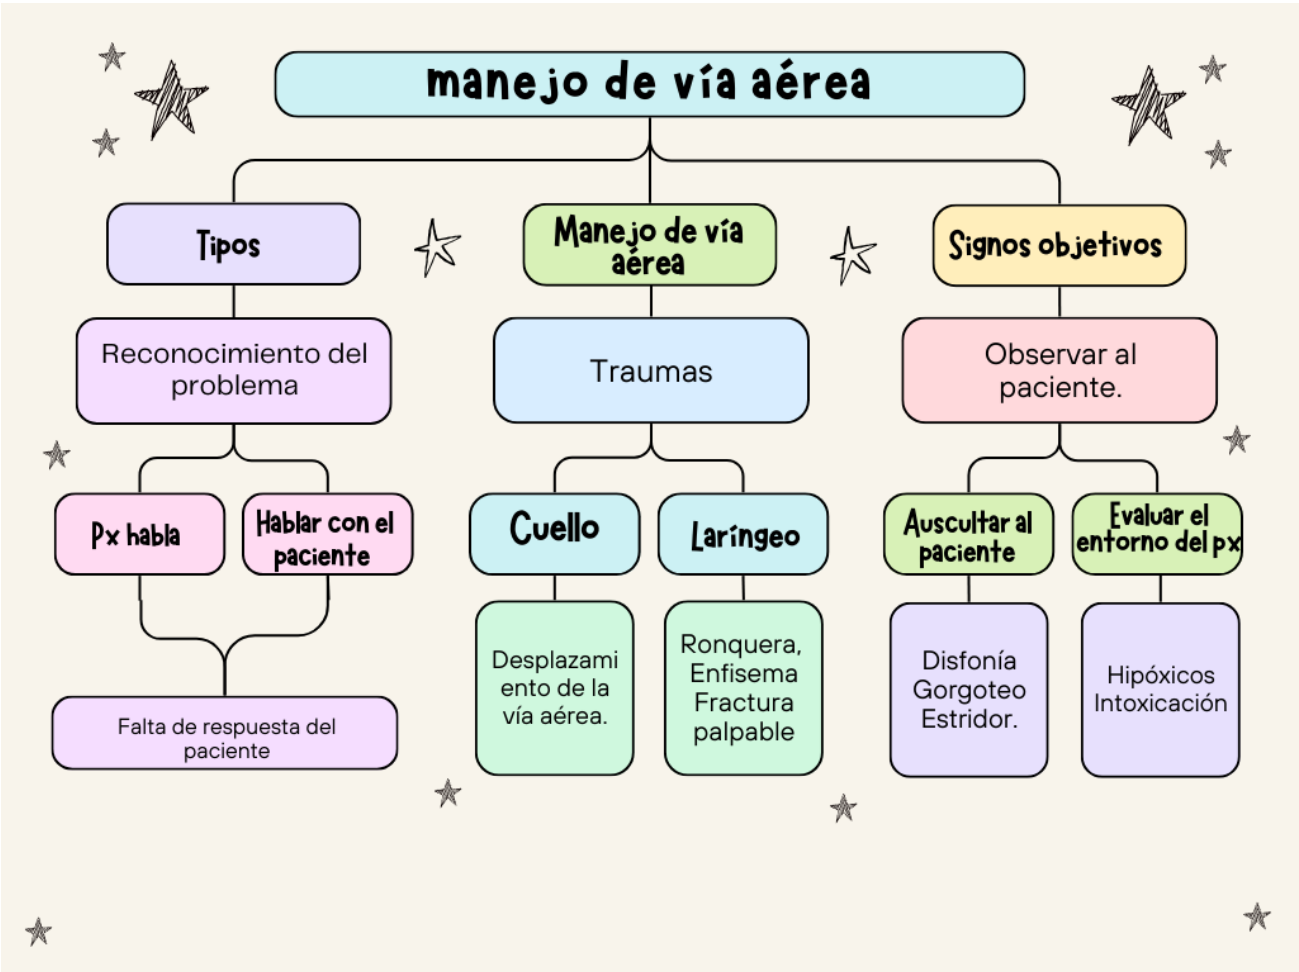 manejo de vía aérea
Tipos
Manejo de vía
aérea
Signos objetivos
Reconocimiento del
problema
Traumas
Observar al
paciente.
Px habla
Hablar con el
paciente
Cuello
Laríngeo
Auscultar al
paciente
Evaluar el
entorno del px
Falta de respuesta del
paciente
Desplazami
ento de la
vía aérea.
Ronquera,
Enfisema
Fractura
palpable
Disfonía
Gorgoteo
Estridor.
Hipóxicos
Intoxicación